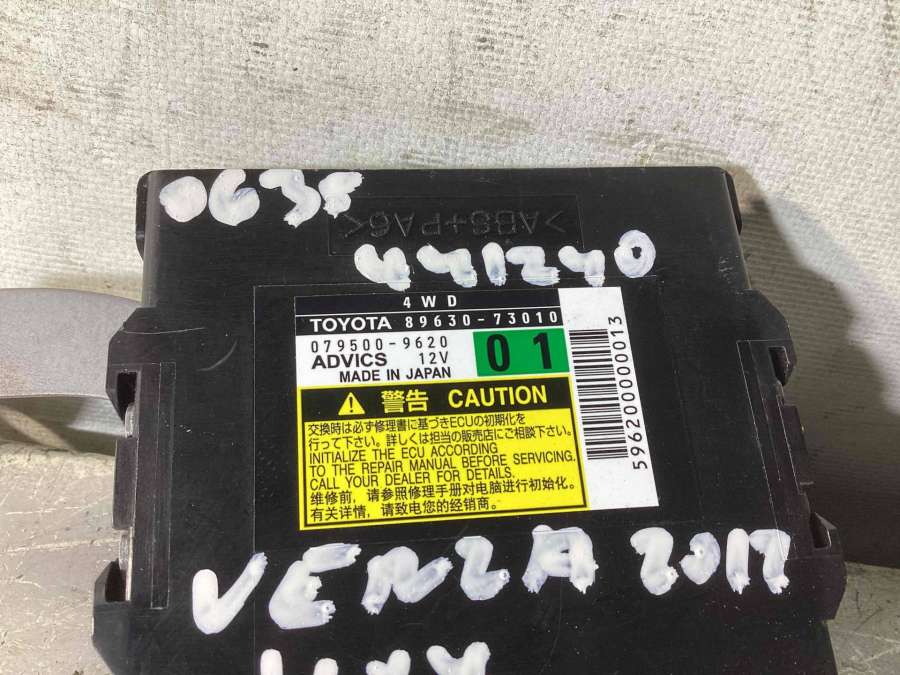 0635
>ABS+PA6<
441240
4WD
TOYOTA 89630-73010
079500-9620
ADVICS 12V
MADE IN JAPAN
01
596200000013
警告 CAUTION
交換時は必ず修理書に基づきECUの初期化を
行って下さい。詳しくは担当の販売店にご相談下さい。
INITIALIZE THE ECU ACCORDING
TO THE REPAIR MANUAL BEFORE SERVICING.
CALL YOUR DEALER FOR DETAILS.
维修前，请参照修理手册对电脑进行初始化。
有关详情，请致电您的经销商。
VENZA 2017